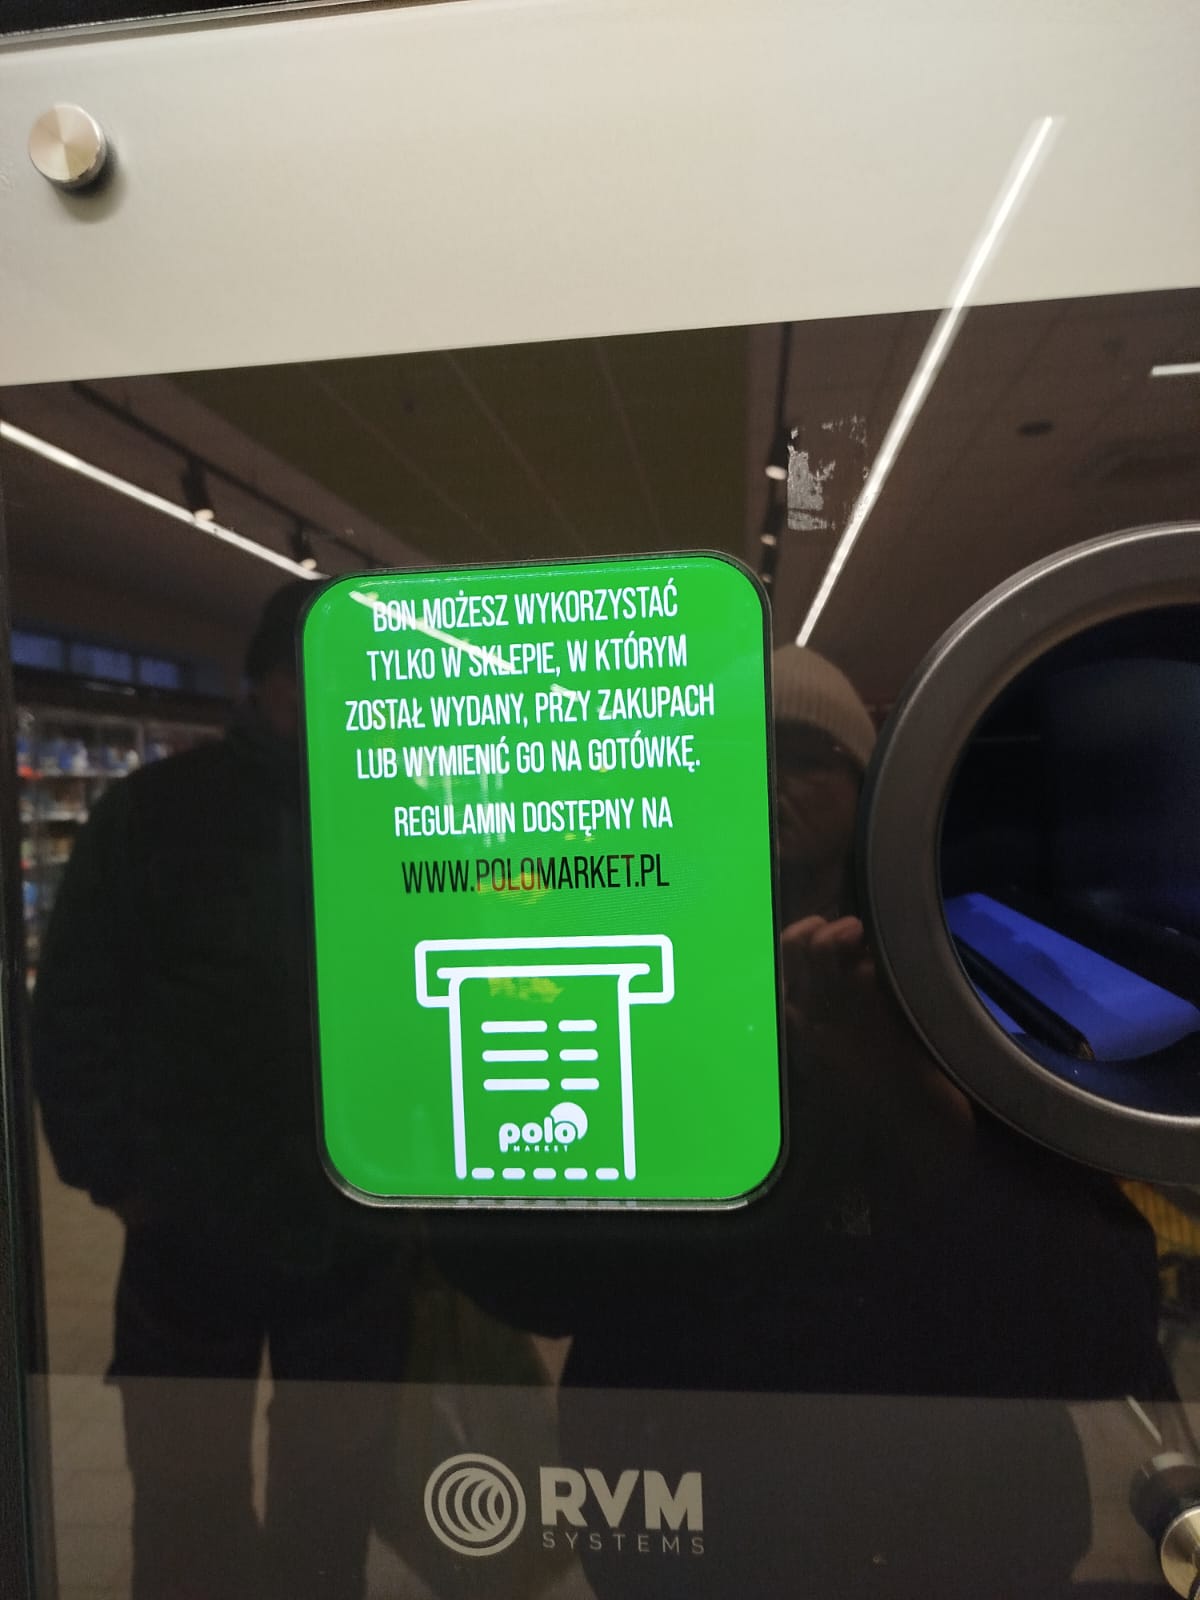 BON MOŻESZ WYKORZYSTAĆ
TYLKO W SKLEPIE, W KTÓRYM
ZOSTAŁ WYDANY, PRZY ZAKUPACH
LUB WYMIENIĆ GO NA GOTÓWKĘ.
REGULAMIN DOSTĘPNY NA
WWW.POLOMARKET.PL
polo
MARKET
RVM
SYSTEMS